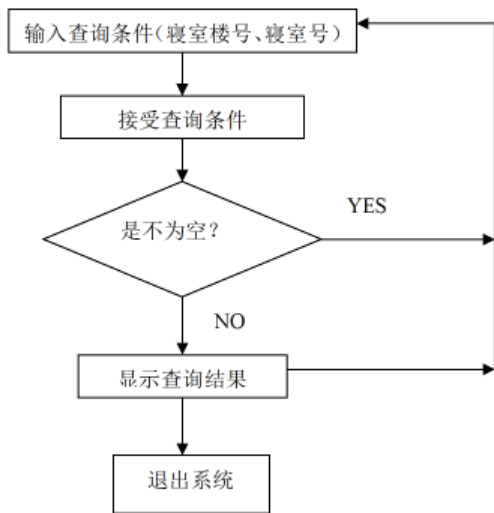 输入查询条件(寝室楼号、寝室号)
接受查询条件
是不为空?
YES
NO
显示查询结果
退出系统